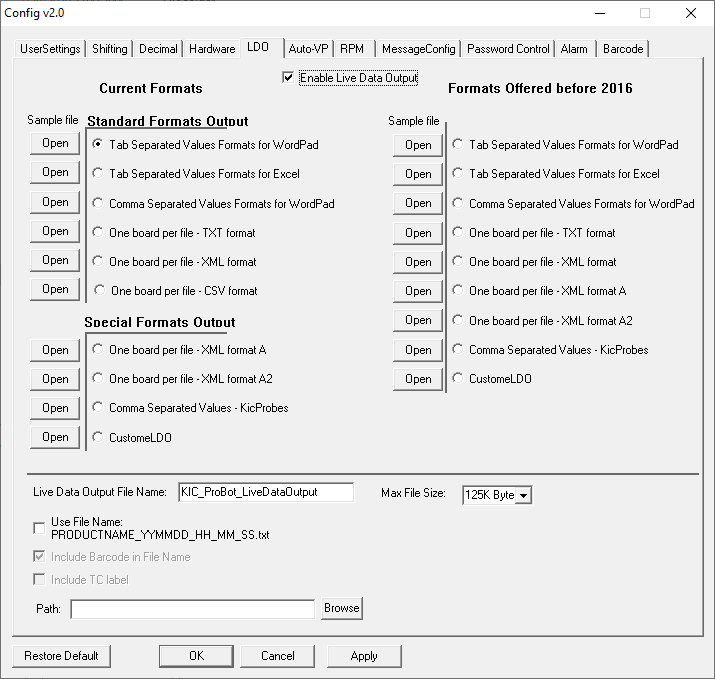 Config v2.0
UserSettings Shifting Decimal Hardware LDO Auto-VP RPM MessageConfig Password Control Alarm Barcode
Enable Live Data Output
Current Formats
Sample file
Standard Formats Output
Open Tab Separated Values Formats for WordPad
Open Tab Separated Values Formats for Excel
Open Comma Separated Values Formats for WordPad
Open One board per file - TXT format
Open One board per file - XML format
Open One board per file - CSV format
Special Formats Output
Open One board per file - XML format A
Open One board per file - XML format A2
Open Comma Separated Values - KicProbes
Open CustomeLDO
Formats Offered before 2016
Sample file
Open Tab Separated Values Formats for WordPad
Open Tab Separated Values Formats for Excel
Open Comma Separated Values Formats for WordPad
Open One board per file - TXT format
Open One board per file - XML format
Open One board per file - XML format A
Open One board per file - XML format A2
Open Comma Separated Values - KicProbes
Open CustomeLDO
Live Data Output File Name: KIC_ProBot_LiveDataOutput Max File Size: 125K Byte
Use File Name:
PRODUCTNAME_YYMMDD_HH_MM_SS.txt
Include Barcode in File Name
Include TC label
Path: Browse
Restore Default OK Cancel Apply